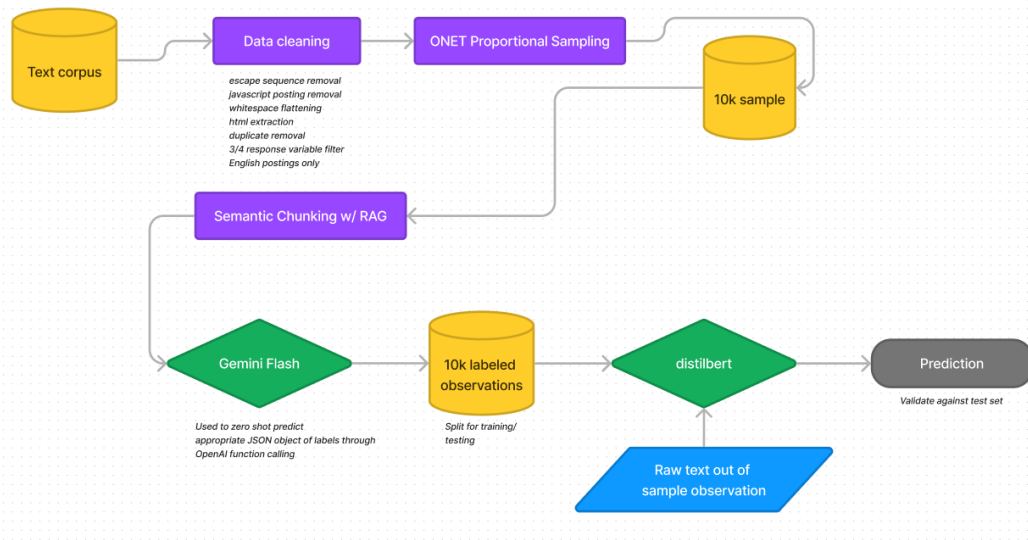 Text corpus
Data cleaning
ONET Proportional Sampling
10k sample
escape sequence removal
javascript posting removal
whitespace flattening
html extraction
duplicate removal
3/4 response variable filter
English postings only
Semantic Chunking w/ RAG
Gemini Flash
10k labeled
observations
distilbert
Prediction
Used to zero shot predict
appropriate JSON object of labels through
OpenAI function calling
Split for training/
testing
Validate against test set
Raw text out of
sample observation